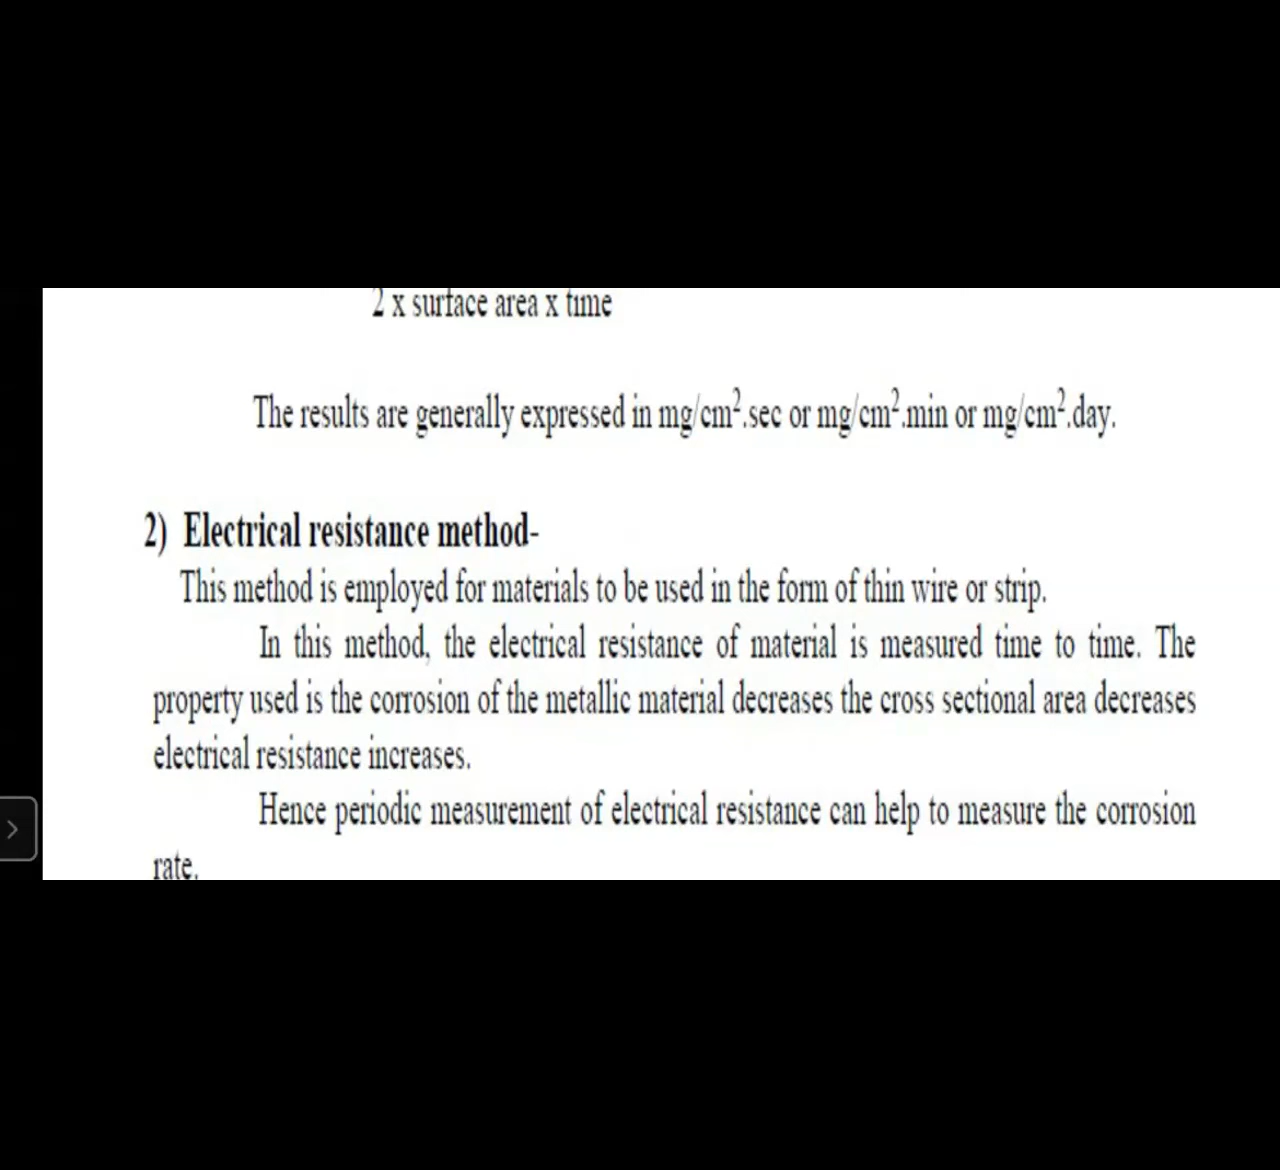 2 x surface area x time
The results are generally expressed in mg/cm².sec or mg/cm².min or mg/cm².day.
2) Electrical resistance method-
This method is employed for materials to be used in the form of thin wire or strip.
In this method, the electrical resistance of material is measured time to time. The
property used is the corrosion of the metallic material decreases the cross sectional area decreases
electrical resistance increases.
Hence periodic measurement of electrical resistance can help to measure the corrosion
rate.